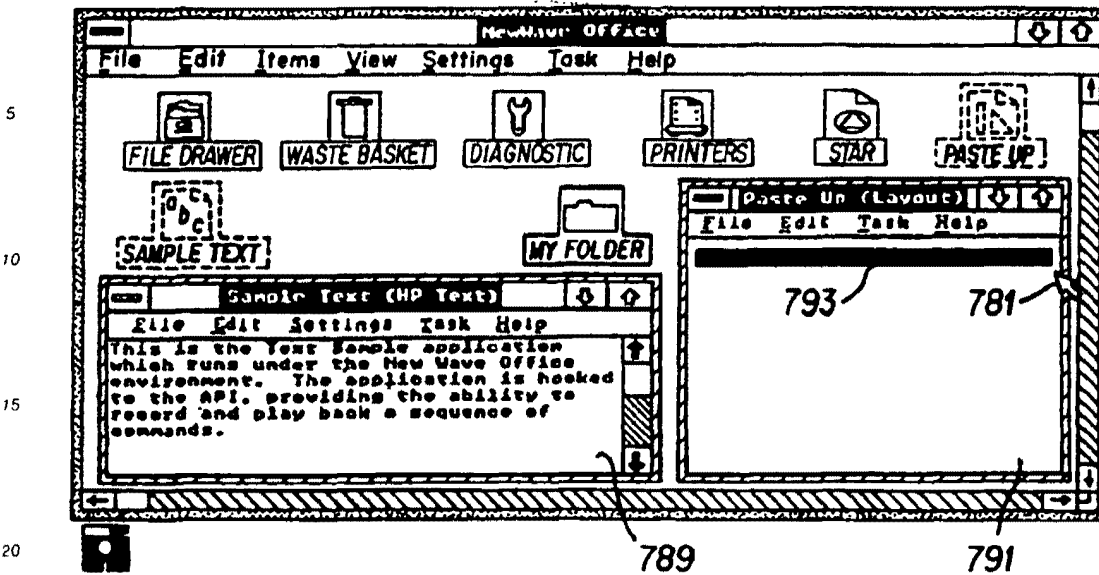 NewWave Office
File Edit Items View Settings Task Help
5
FILE DRAWER WASTE BASKET DIAGNOSTIC PRINTERS STAR PASTE UP
abc
SAMPLE TEXT MY FOLDER
Paste Up (Layout)
File Edit Task Help
10
793 781
Sample Text (HP Text)
File Edit Settings Task Help
This is the Text Sample application
which runs under the New Wave Office
environment. The application is hooked
to the API, providing the ability to
record and play back a sequence of
commands.
15
20
789 791